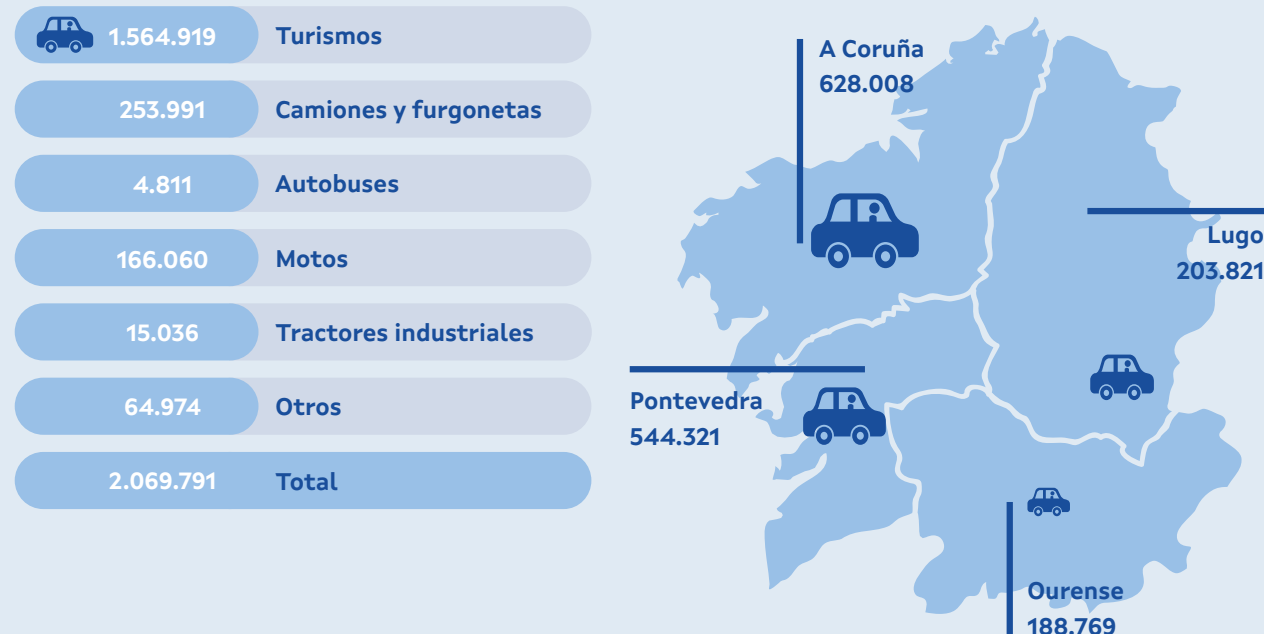 1.564.919 Turismos
253.991 Camiones y furgonetas
4.811 Autobuses
166.060 Motos
15.036 Tractores industriales
64.974 Otros
2.069.791 Total
A Coruña
628.008
Lugo
203.821
Pontevedra
544.321
Ourense
188.769